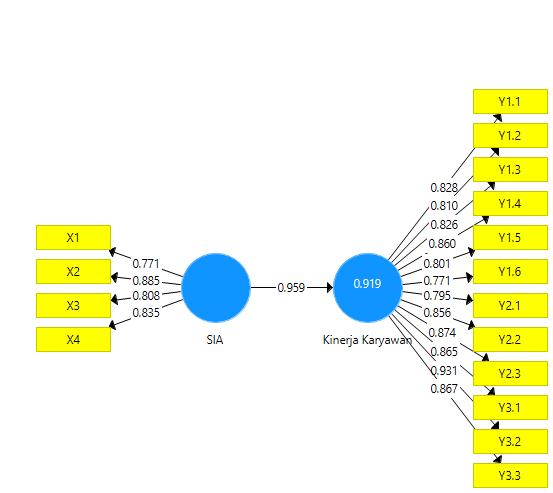 X1
X2
X3
X4
0.771
0.885
0.808
0.835
SIA
0.959
0.919
Kinerja Karyawan
0.828
0.810
0.826
0.860
0.801
0.771
0.795
0.856
0.874
0.865
0.931
0.867
Y1.1
Y1.2
Y1.3
Y1.4
Y1.5
Y1.6
Y2.1
Y2.2
Y2.3
Y3.1
Y3.2
Y3.3